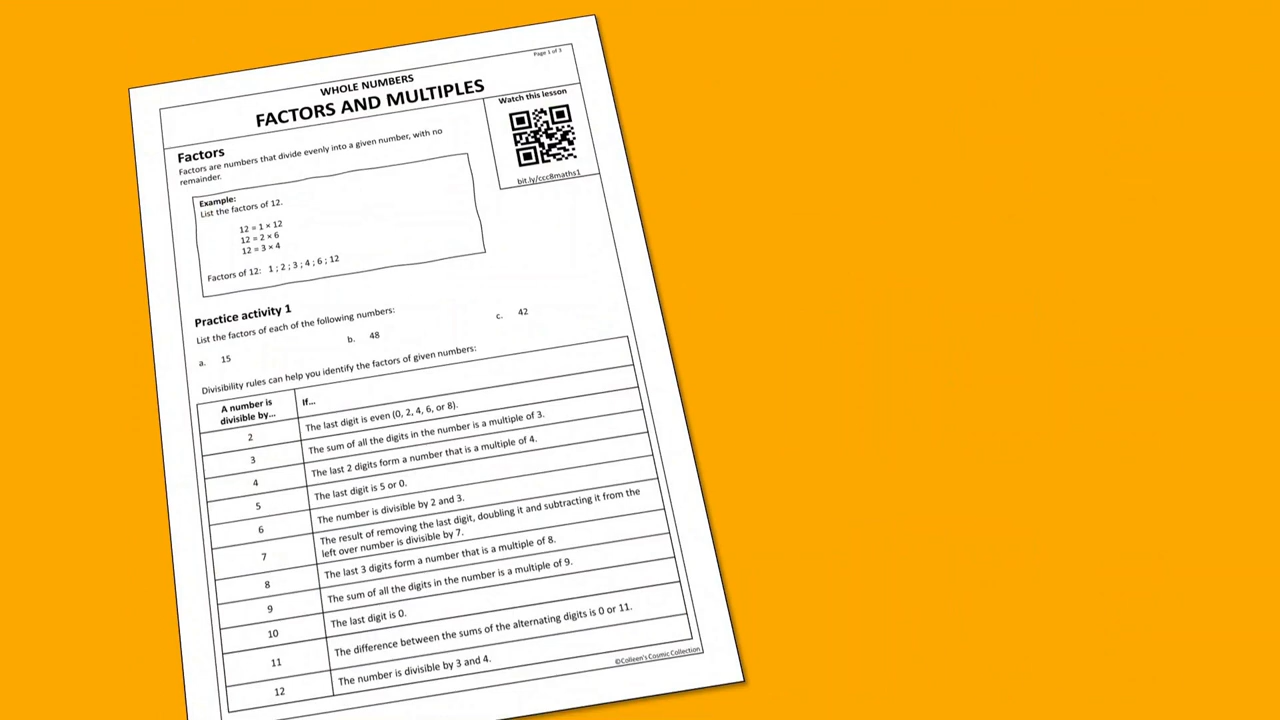 Page 1 of 3
WHOLE NUMBERS
FACTORS AND MULTIPLES
Watch this lesson
bit.ly/ccc8maths1
Factors
Factors are numbers that divide evenly into a given number, with no
remainder.
Example:
List the factors of 12.
12 = 1 × 12
12 = 2 × 6
12 = 3 × 4
Factors of 12: 1 ; 2 ; 3 ; 4 ; 6 ; 12
Practice activity 1
List the factors of each of the following numbers:
a. 15 b. 48 c. 42
Divisibility rules can help you identify the factors of given numbers:
A number is
divisible by...
If...
2 The last digit is even (0, 2, 4, 6, or 8).
3 The sum of all the digits in the number is a multiple of 3.
4 The last 2 digits form a number that is a multiple of 4.
5 The last digit is 5 or 0.
6 The number is divisible by 2 and 3.
7 The result of removing the last digit, doubling it and subtracting it from the
left over number is divisible by 7.
8 The last 3 digits form a number that is a multiple of 8.
9 The sum of all the digits in the number is a multiple of 9.
10 The last digit is 0.
11 The difference between the sums of the alternating digits is 0 or 11.
12 The number is divisible by 3 and 4.
©Colleen's Cosmic Collection